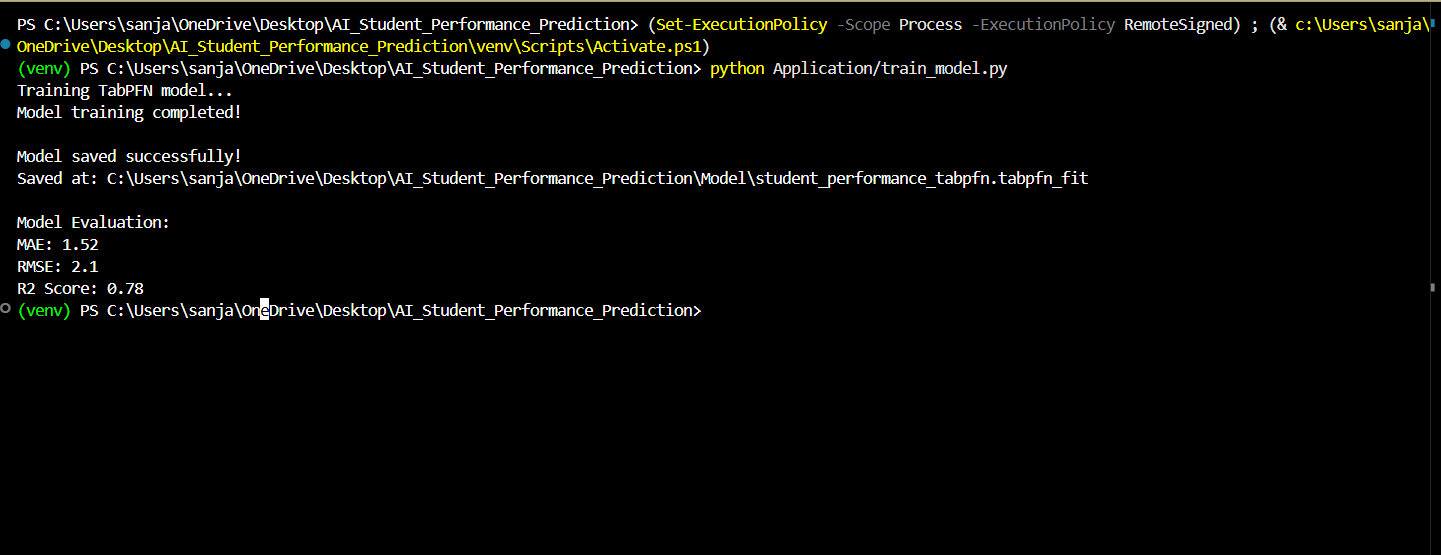 PS C:\Users\sanja\OneDrive\Desktop\AI_Student_Performance_Prediction> (Set-ExecutionPolicy -Scope Process -ExecutionPolicy RemoteSigned) ; (& c:\Users\sanja\
OneDrive\Desktop\AI_Student_Performance_Prediction\venv\Scripts\Activate.ps1)
(venv) PS C:\Users\sanja\OneDrive\Desktop\AI_Student_Performance_Prediction> python Application/train_model.py
Training TabPFN model...
Model training completed!
Model saved successfully!
Saved at: C:\Users\sanja\OneDrive\Desktop\AI_Student_Performance_Prediction\Model\student_performance_tabpfn.tabpfn_fit
Model Evaluation:
MAE: 1.52
RMSE: 2.1
R2 Score: 0.78
(venv) PS C:\Users\sanja\OneDrive\Desktop\AI_Student_Performance_Prediction>